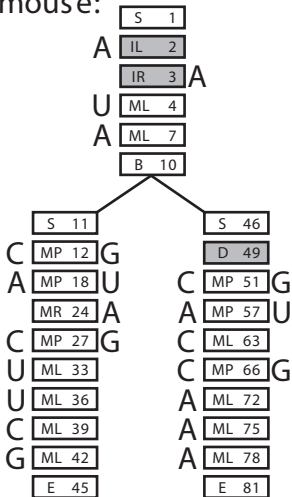 mouse:
S 1
A IL 2
IR 3 A
U ML 4
A ML 7
B 10
S 11
C MP 12 G
A MP 18 U
MR 24 A
C MP 27 G
U ML 33
U ML 36
C ML 39
G ML 42
E 45
S 46
D 49
C MP 51 G
A MP 57 U
C ML 63
C MP 66 G
A ML 72
A ML 75
A ML 78
E 81